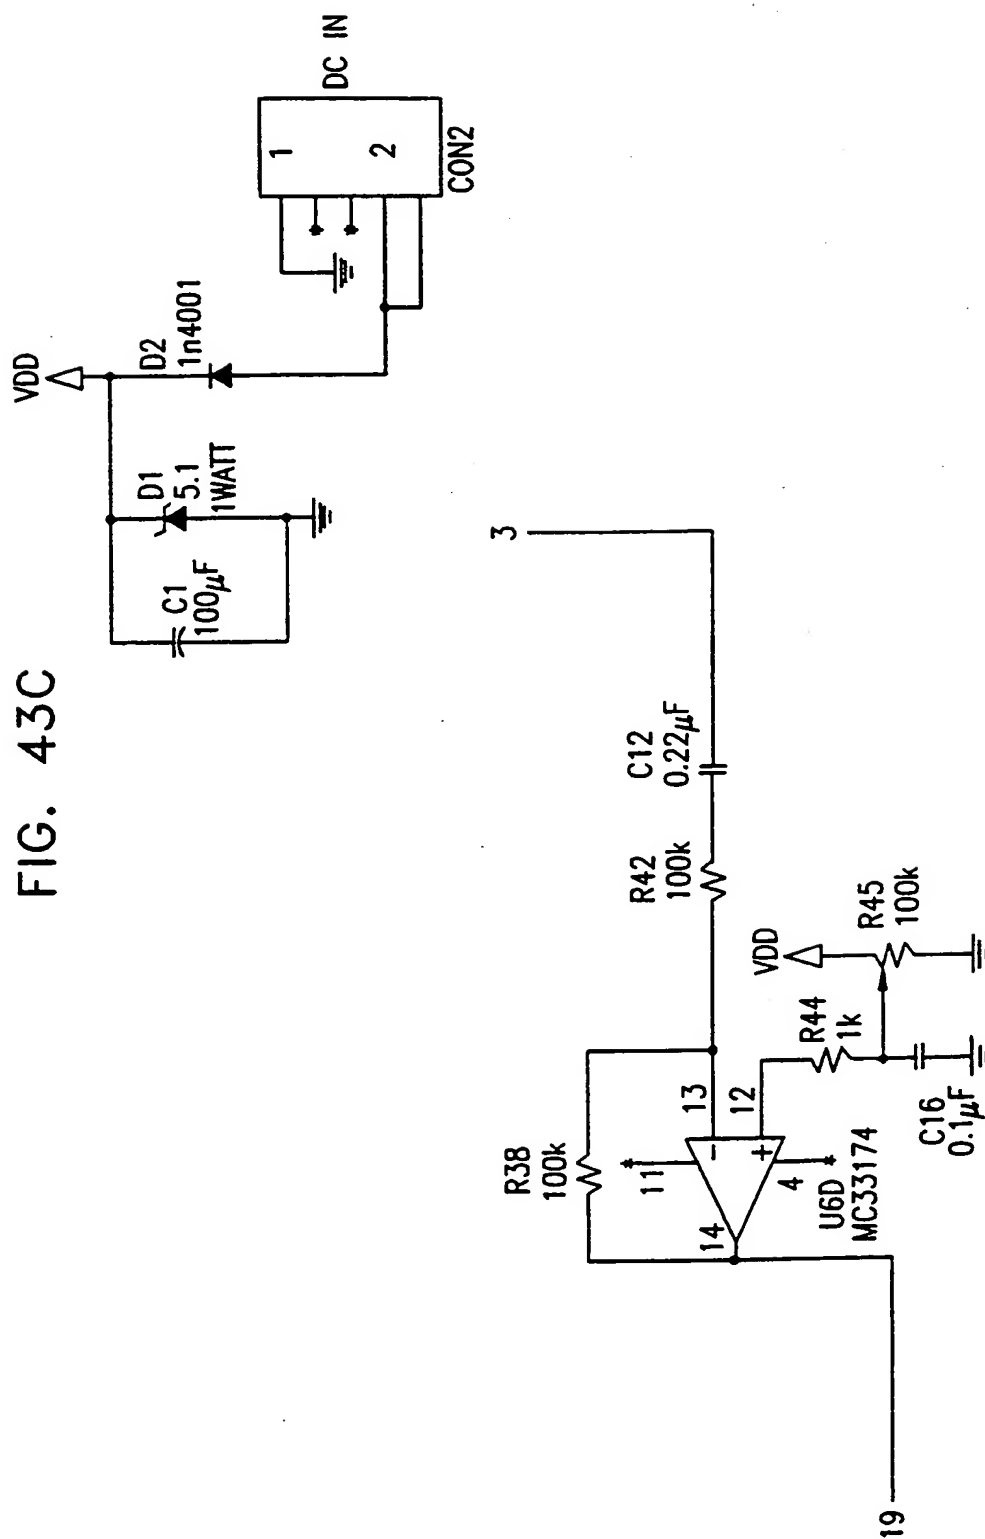 FIG. 43C
VDD
DC IN
1
2
CON2
D2
1n4001
D1
5.1
1WATT
C1
100μF
3
C12
0.22μF
R42
100k
R38
100k
11
13
12
14
4
U6D
MC33174
R44
1k
VDD
R45
100k
C16
0.1μF
19